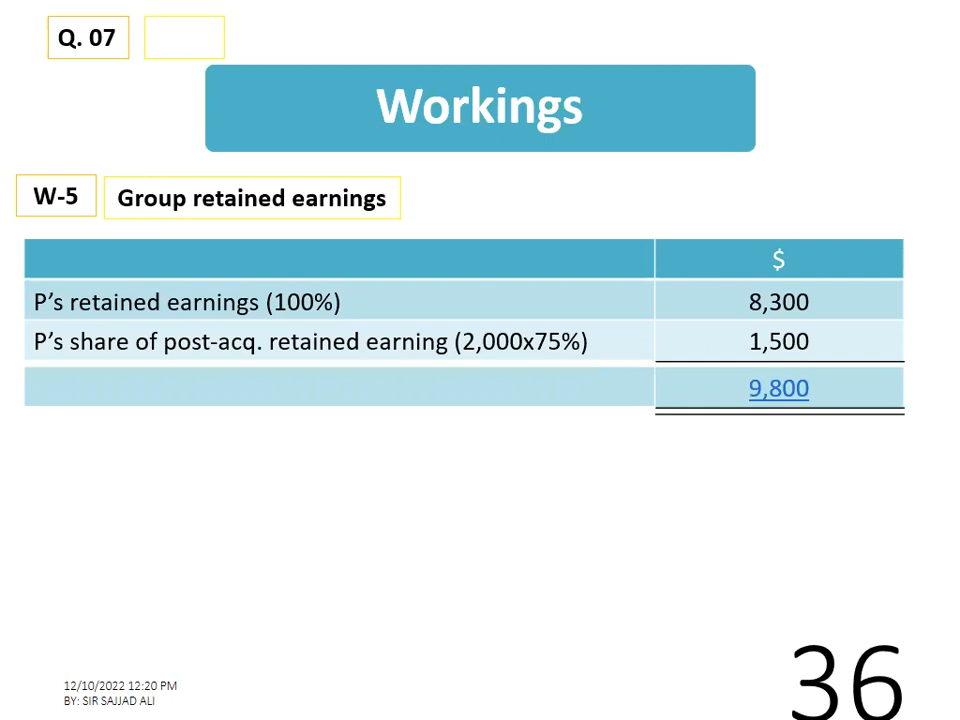 Q. 07
Workings
W-5
Group retained earnings
$
P’s retained earnings (100%) 8,300
P’s share of post-acq. retained earning (2,000x75%) 1,500
9,800
12/10/2022 12:20 PM
BY: SIR SAJJAD ALI
36